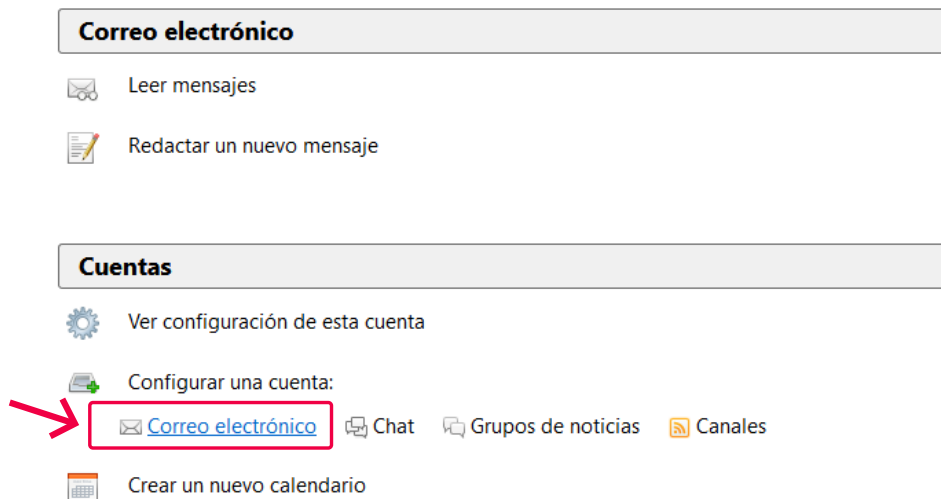 Correo electrónico
Leer mensajes
Redactar un nuevo mensaje
Cuentas
Ver configuración de esta cuenta
Configurar una cuenta:
Correo electrónico Chat Grupos de noticias Canales
Crear un nuevo calendario